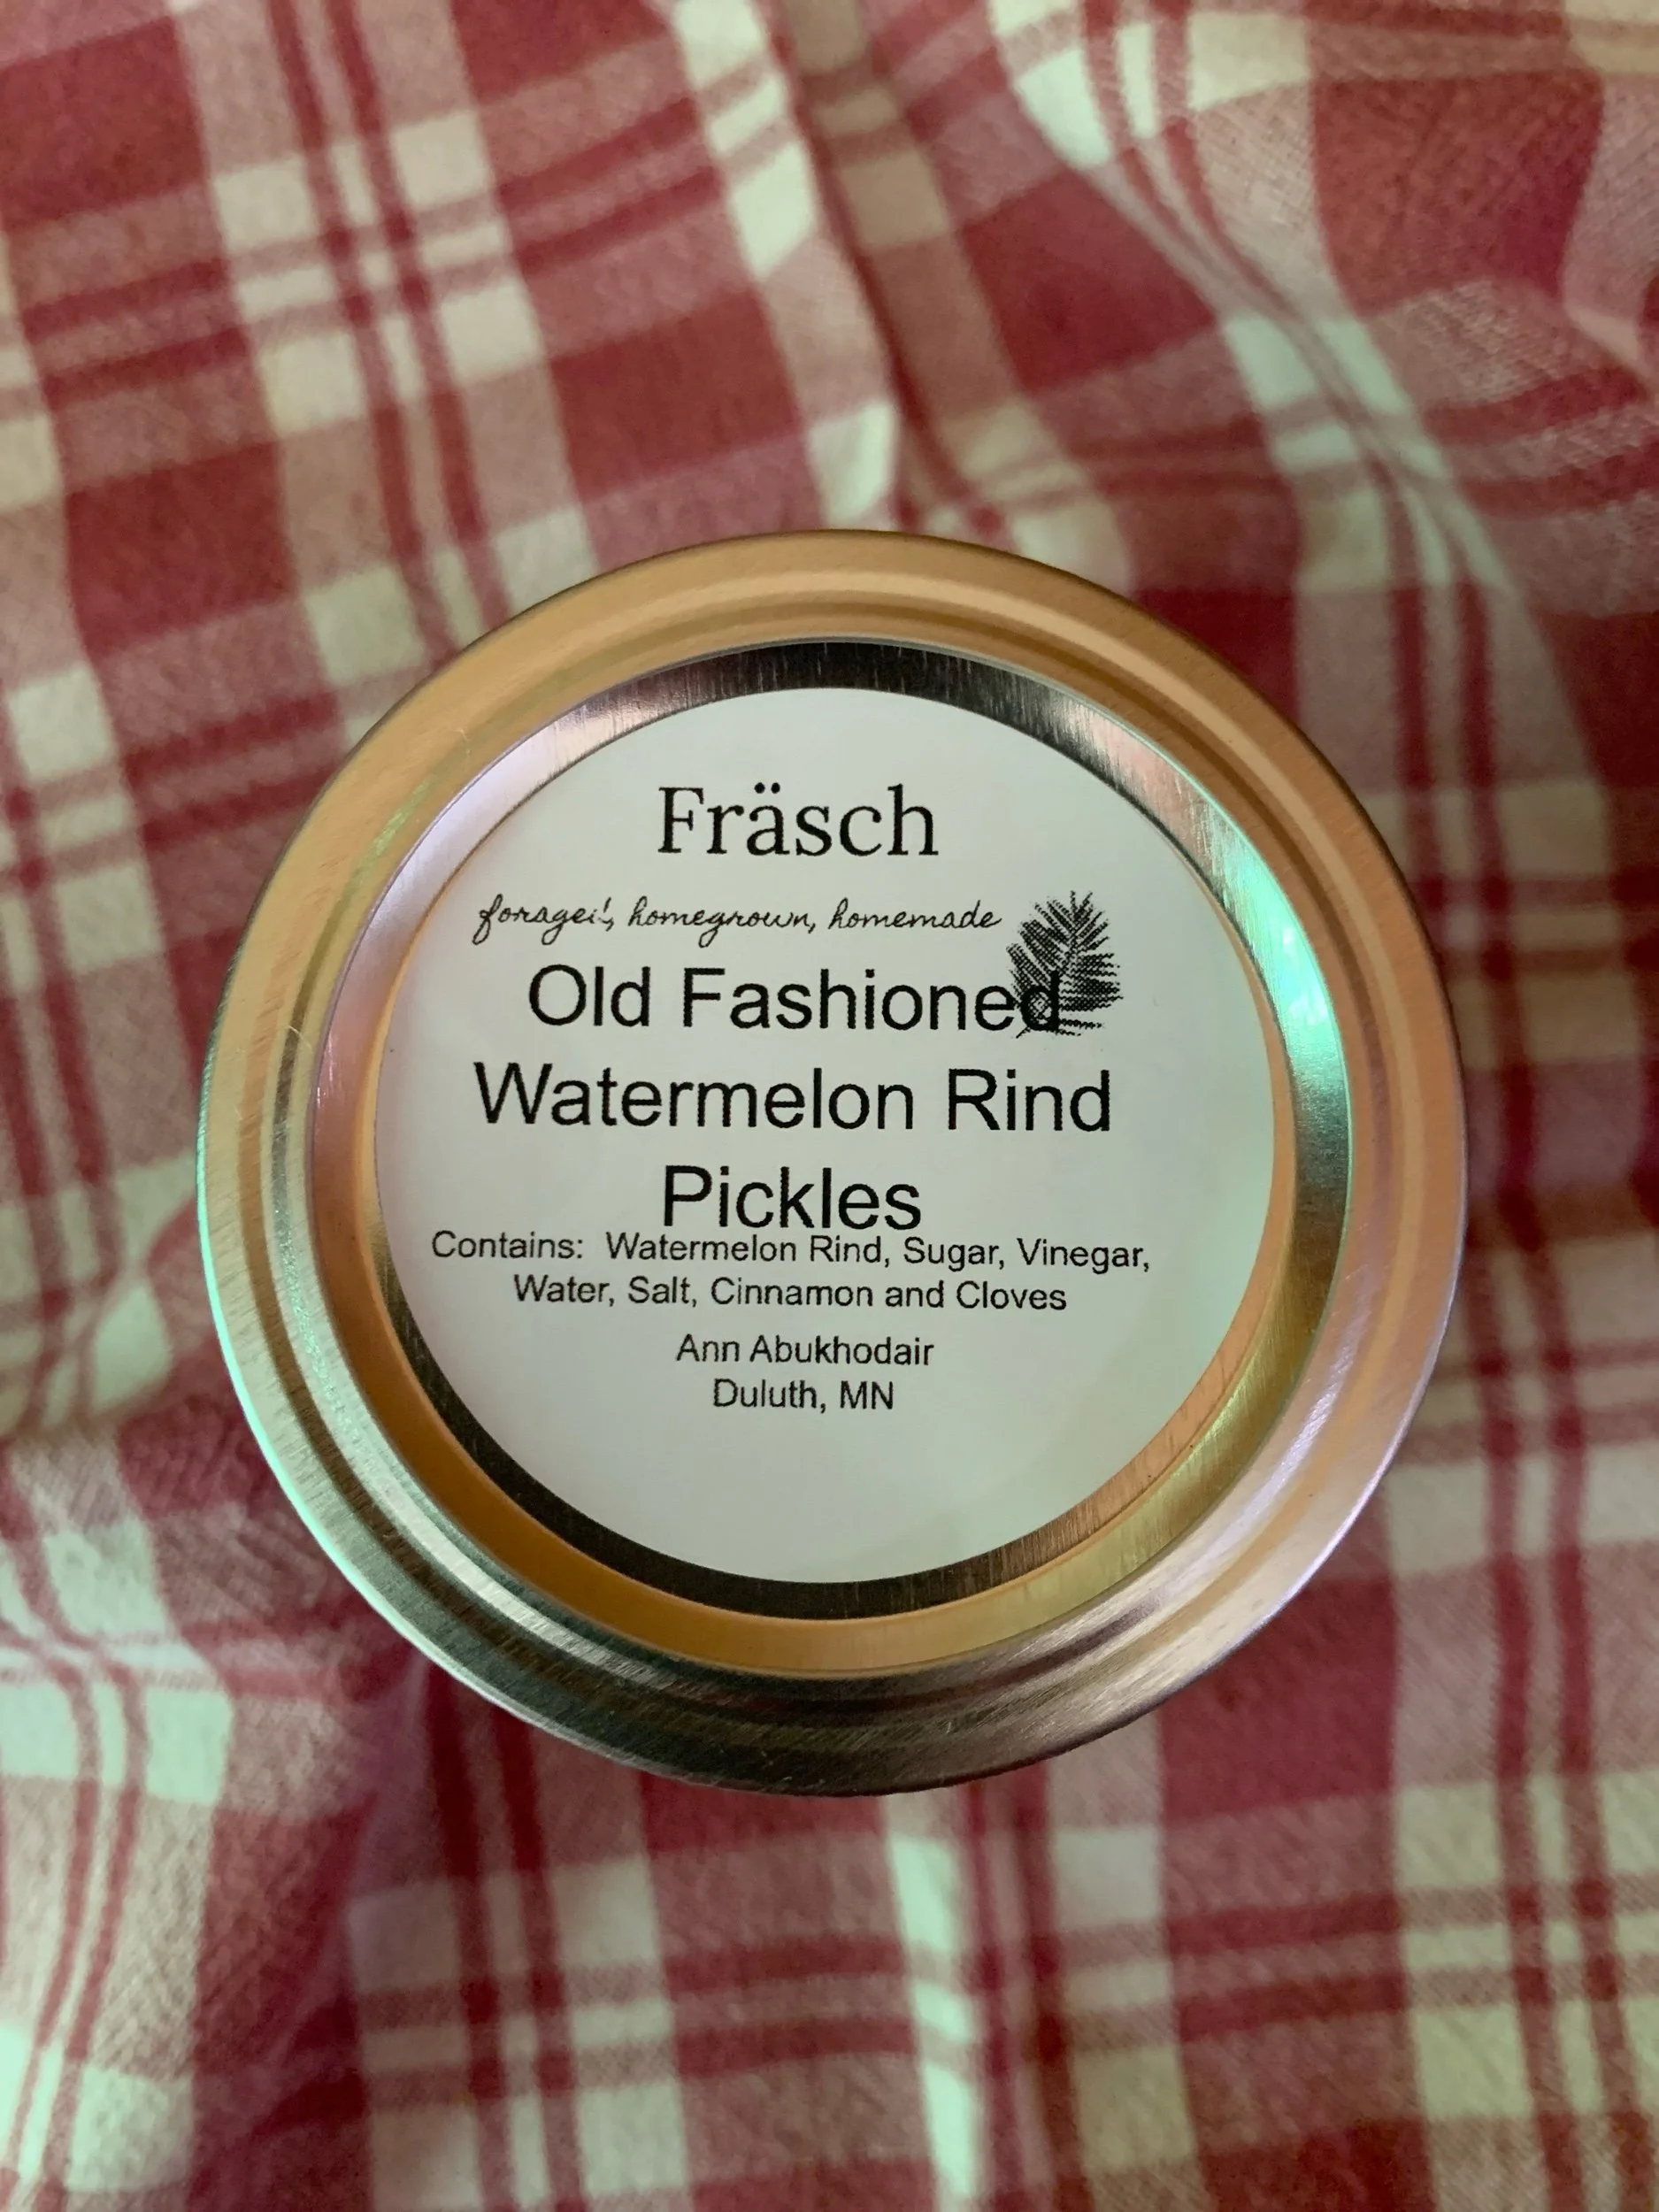 Fräsch
foraged, homegrown, homemade
Old Fashioned
Watermelon Rind
Pickles
Contains:  Watermelon Rind, Sugar, Vinegar,
Water, Salt, Cinnamon and Cloves
Ann Abukhodair
Duluth, MN